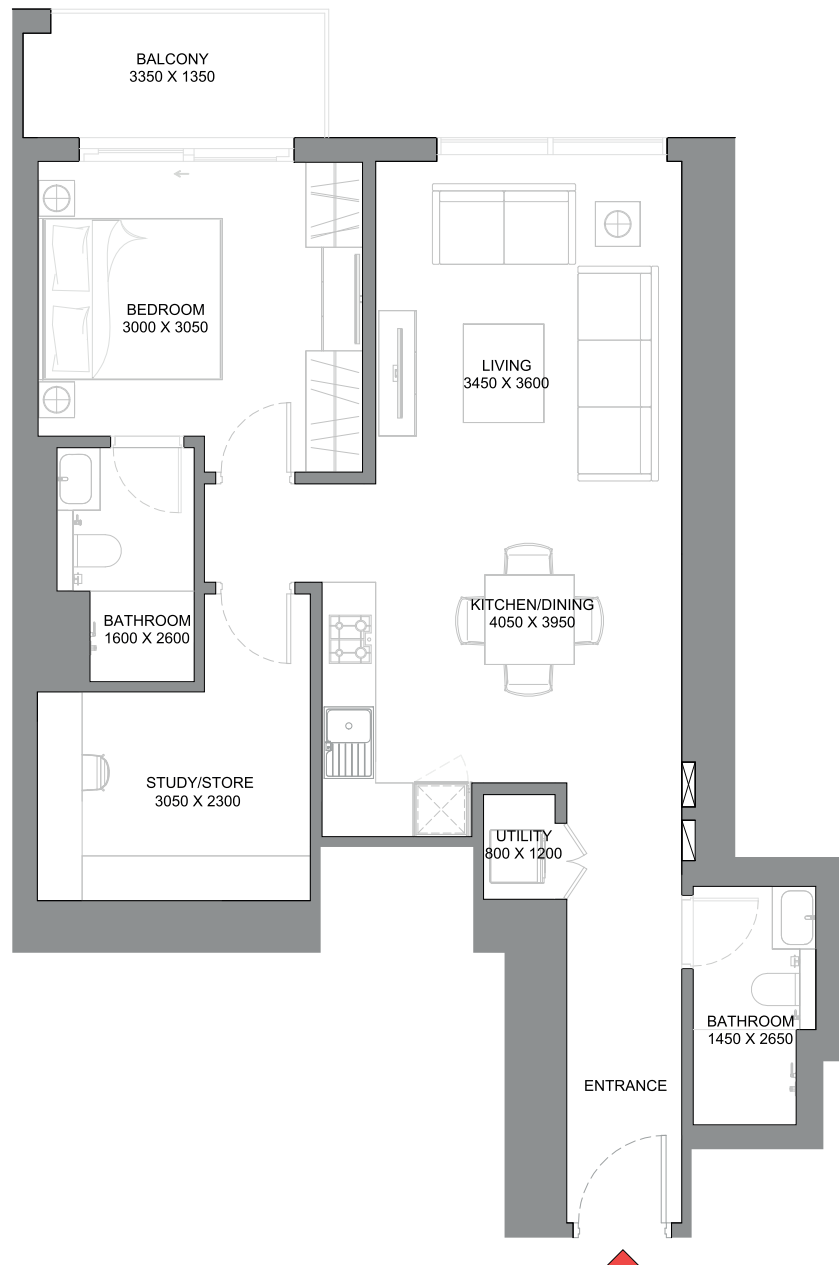 BALCONY
3350 X 1350
BEDROOM
3000 X 3050
LIVING
3450 X 3600
KITCHEN/DINING
4050 X 3950
BATHROOM
1600 X 2600
STUDY/STORE
3050 X 2300
UTILITY
800 X 1200
BATHROOM
1450 X 2650
ENTRANCE